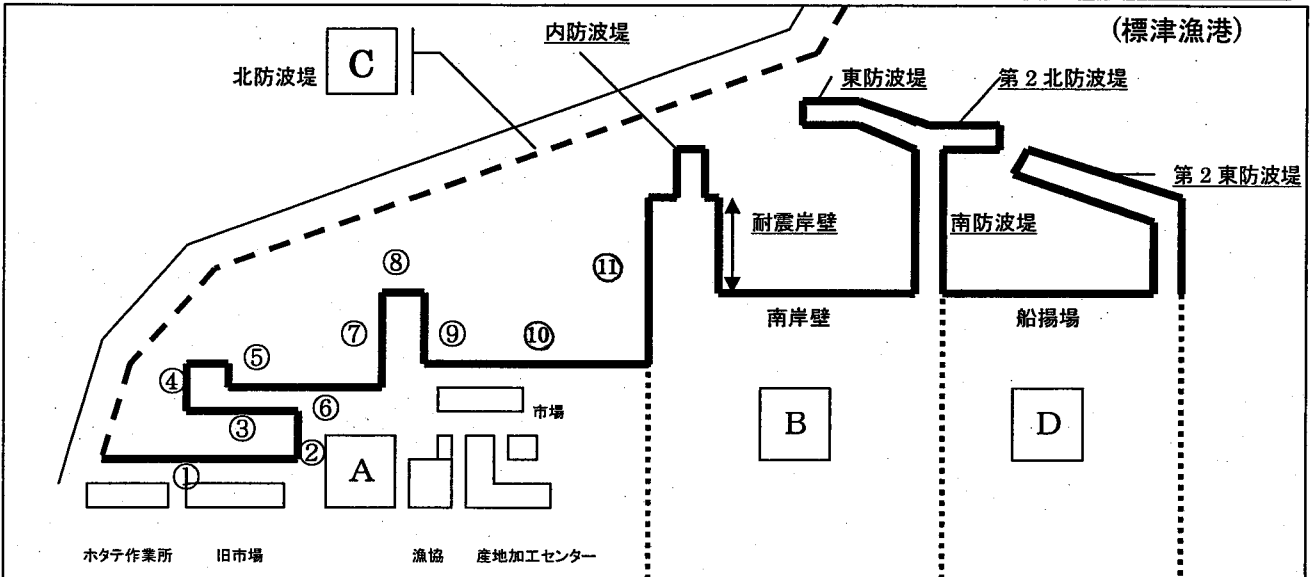 (標津漁港)
内防波堤
北防波堤
C
東防波堤
第2北防波堤
第2東防波堤
耐震岸壁
南防波堤
⑧
⑪
⑦
⑨
⑩
南岸壁
船揚場
⑤
④
⑥
③
市場
②
①
A
B
D
ホタテ作業所
旧市場
漁協
産地加工センター